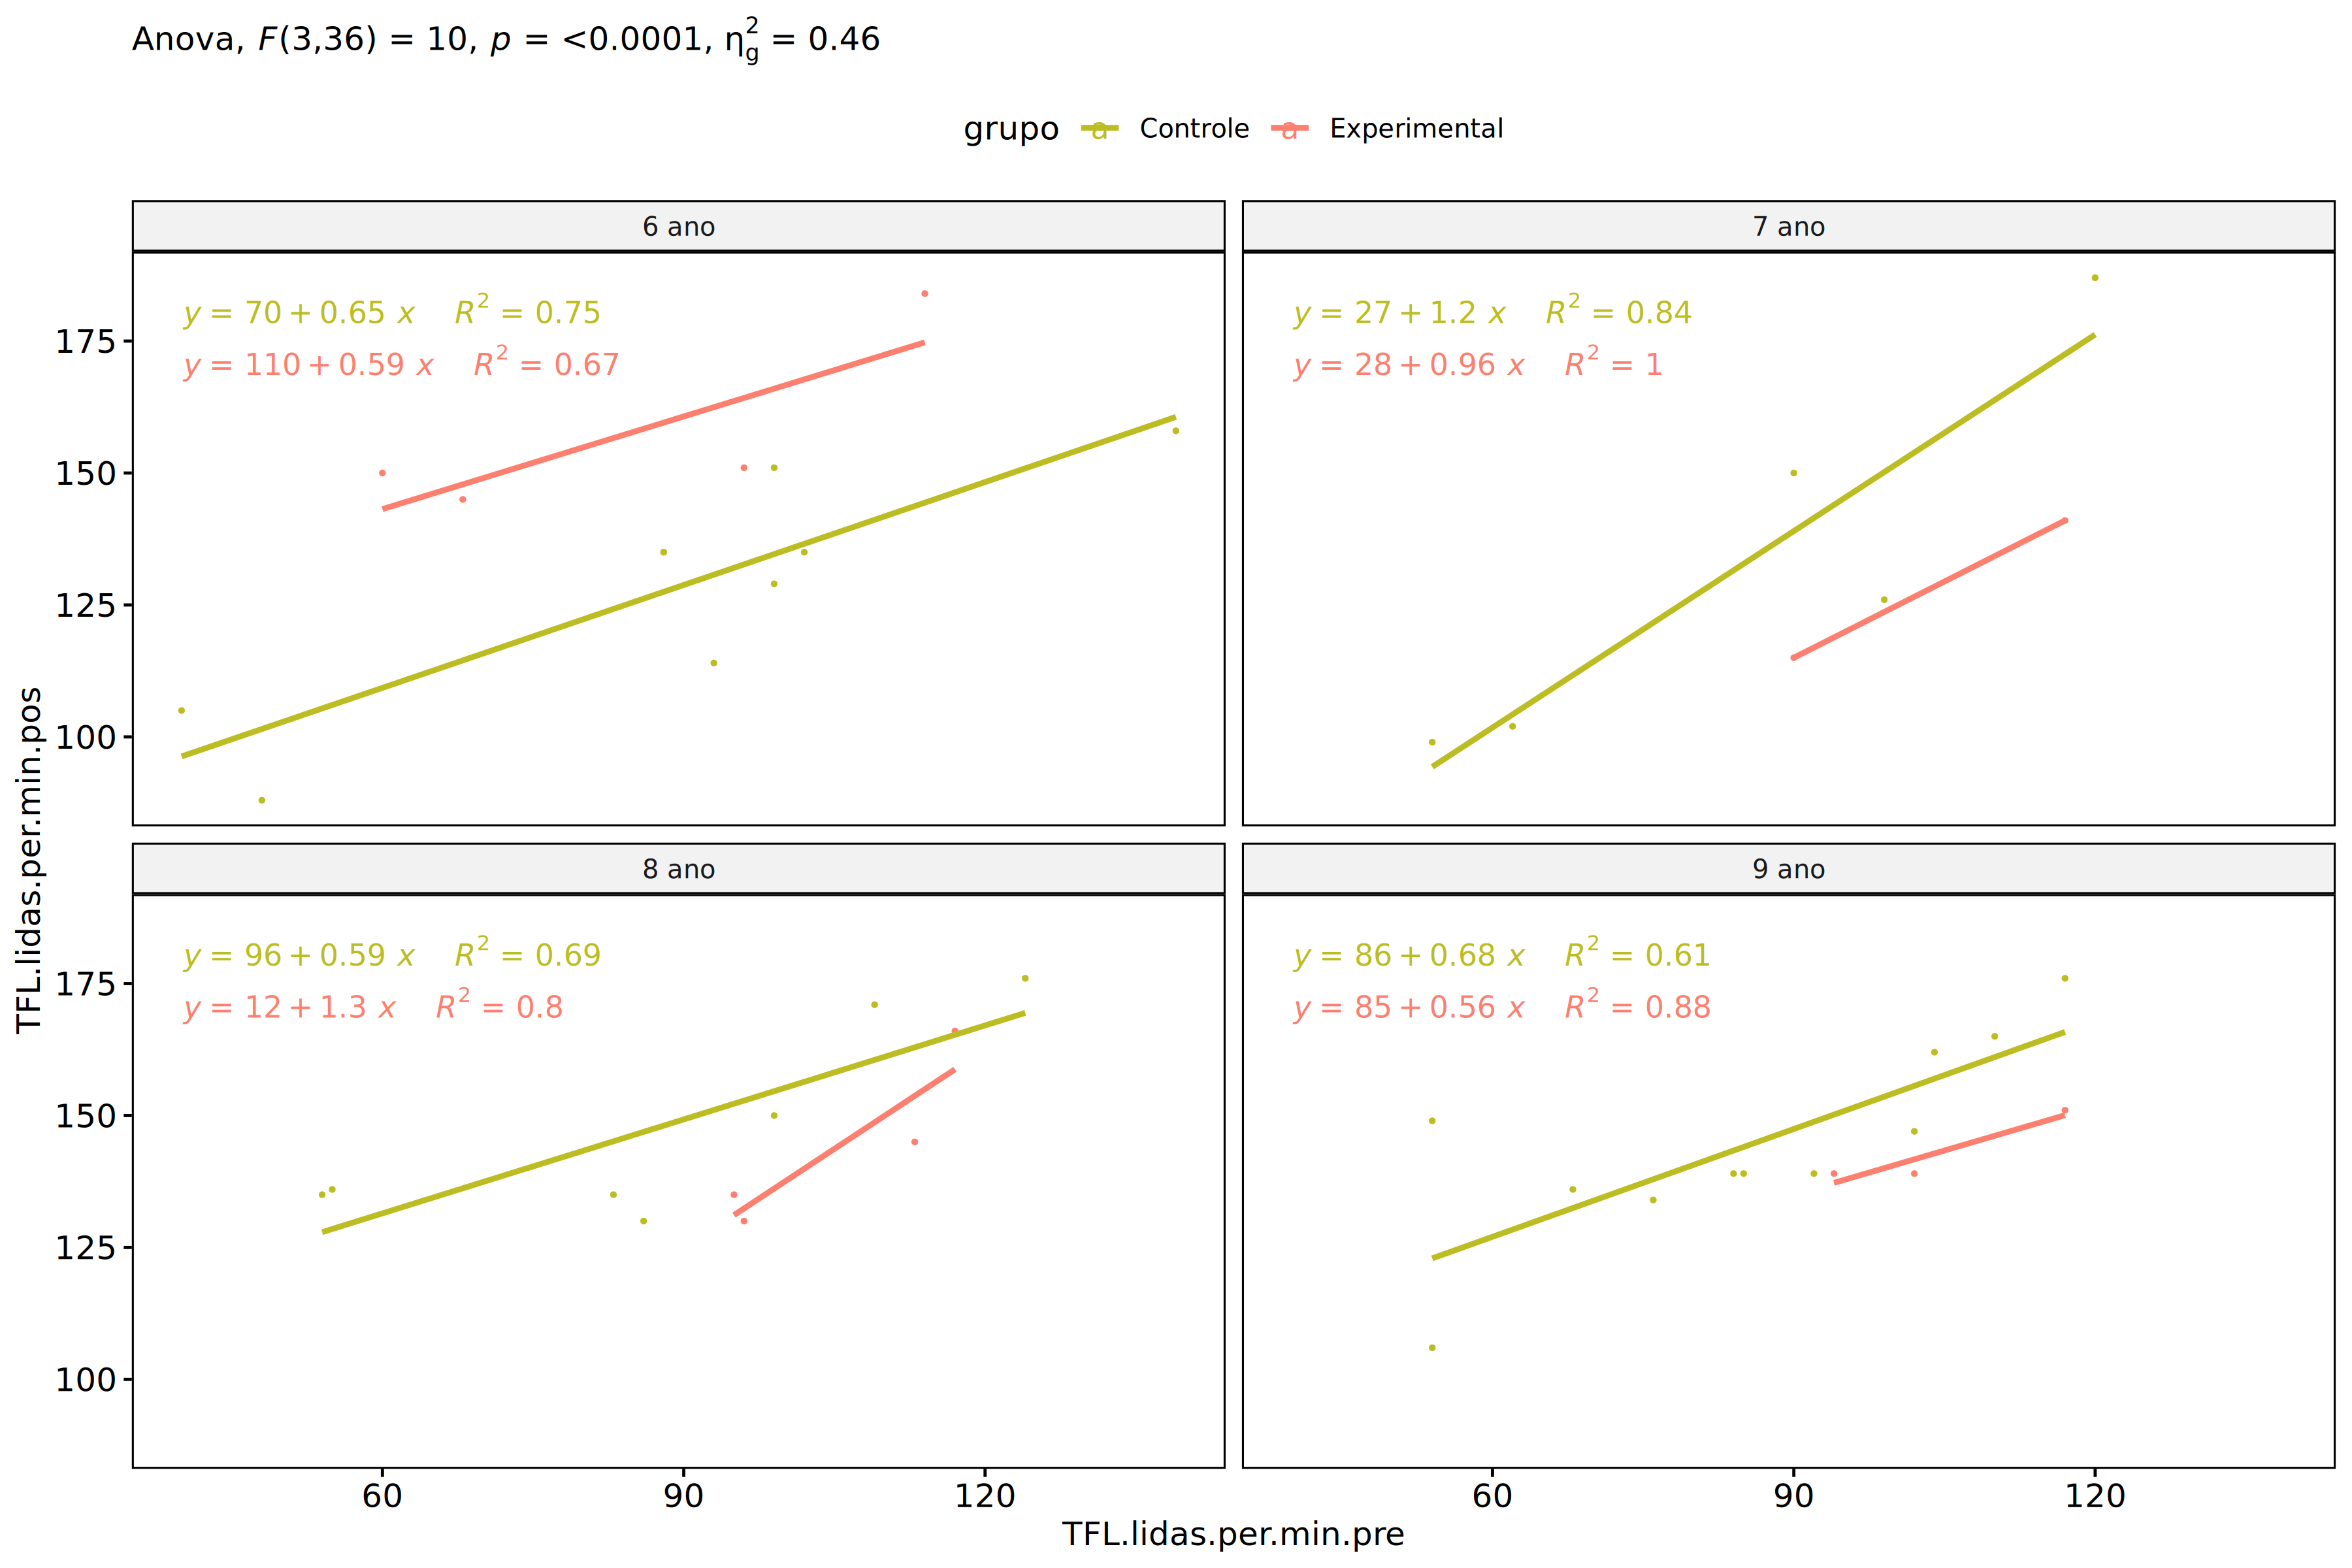 Anova, F(3,36) = 10, p = <0.0001, η²g = 0.46
grupo a Controle a Experimental
6 ano
7 ano
y = 70 + 0.65 x R² = 0.75
y = 110 + 0.59 x R² = 0.67
y = 27 + 1.2 x R² = 0.84
y = 28 + 0.96 x R² = 1
175
150
125
100
8 ano
9 ano
y = 96 + 0.59 x R² = 0.69
y = 12 + 1.3 x R² = 0.8
y = 86 + 0.68 x R² = 0.61
y = 85 + 0.56 x R² = 0.88
175
150
125
100
TFL.lidas.per.min.pos
60 90 120 60 90 120
TFL.lidas.per.min.pre